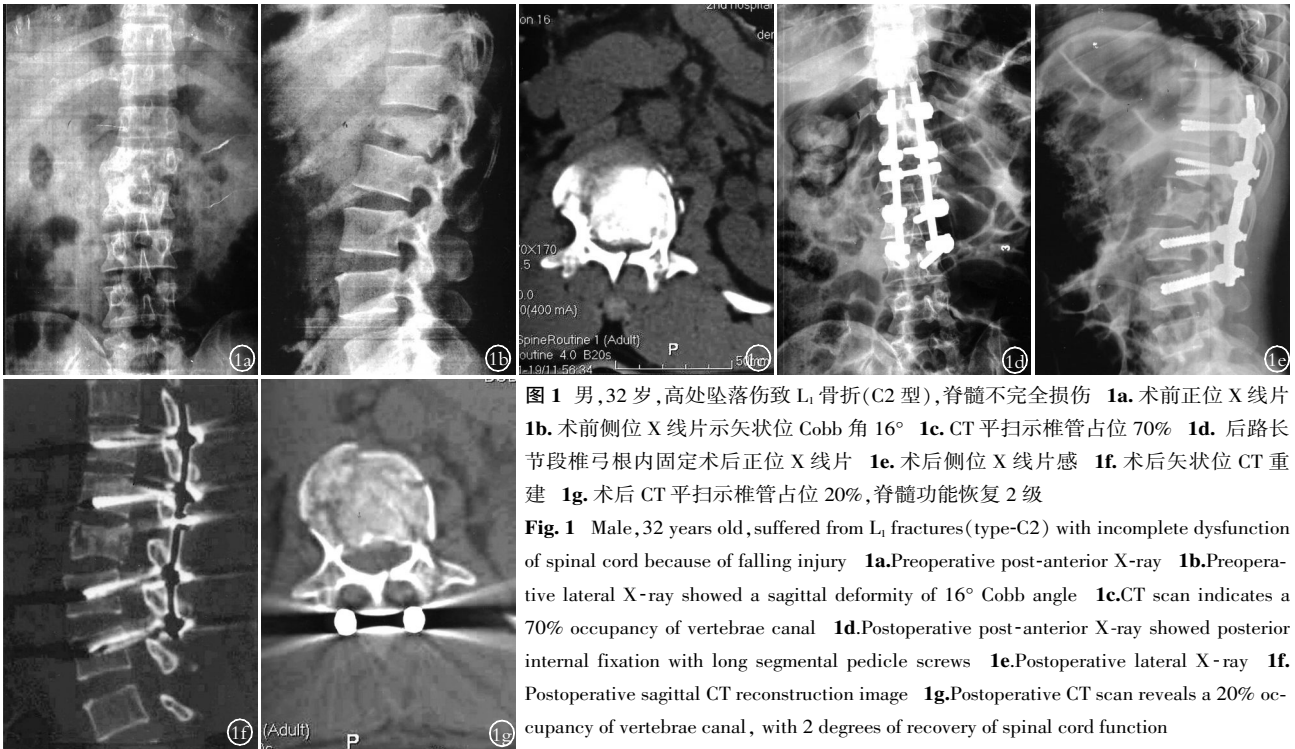 2nd hospital
on 16
der
1a
1b
70X170
.5
0.0
0(400 mA)
SpineRoutine 1 (Adult)
outine 4.0 B20s
1-19/11:56:34
P
50mm
1c
3
1d
1e
1f
(Adult)
P
1g
图 1 男,32 岁,高处坠落伤致 L₁ 骨折(C2 型),脊髓不完全损伤 1a. 术前正位 X 线片
1b. 术前侧位 X 线片示矢状位 Cobb 角 16° 1c. CT 平扫示椎管占位 70% 1d. 后路长
节段椎弓根内固定术后正位 X 线片 1e. 术后侧位 X 线片感 1f. 术后矢状位 CT 重
建 1g. 术后 CT 平扫示椎管占位 20%,脊髓功能恢复 2 级
Fig. 1 Male, 32 years old, suffered from L₁ fractures(type-C2) with incomplete dysfunction
of spinal cord because of falling injury 1a.Preoperative post-anterior X-ray 1b.Preopera-
tive lateral X-ray showed a sagittal deformity of 16° Cobb angle 1c.CT scan indicates a
70% occupancy of vertebrae canal 1d.Postoperative post-anterior X-ray showed posterior
internal fixation with long segmental pedicle screws 1e.Postoperative lateral X-ray 1f.
Postoperative sagittal CT reconstruction image 1g.Postoperative CT scan reveals a 20% oc-
cupancy of vertebrae canal, with 2 degrees of recovery of spinal cord function